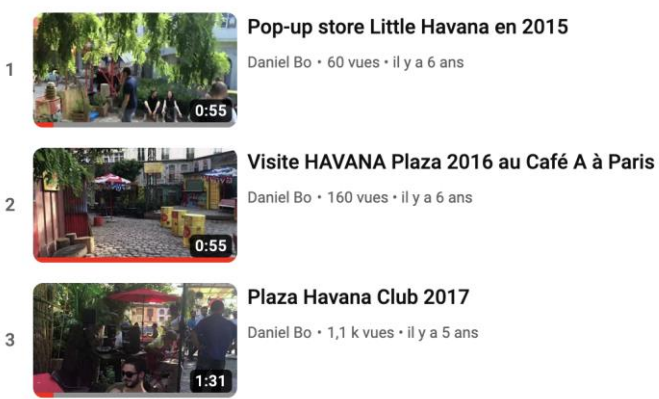 Pop-up store Little Havana en 2015
1
Daniel Bo • 60 vues • il y a 6 ans
0:55
Visite HAVANA Plaza 2016 au Café A à Paris
2
Daniel Bo • 160 vues • il y a 6 ans
0:55
Plaza Havana Club 2017
3
Daniel Bo • 1,1 k vues • il y a 5 ans
1:31